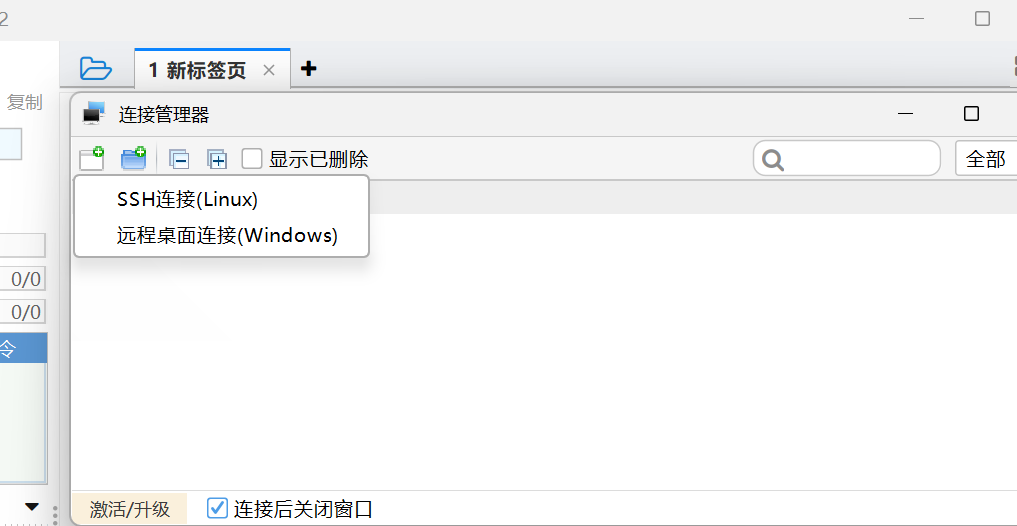 2
1 新标签页
复制
连接管理器
显示已删除
全部
SSH连接(Linux)
远程桌面连接(Windows)
0/0
0/0
令
激活/升级
连接后关闭窗口